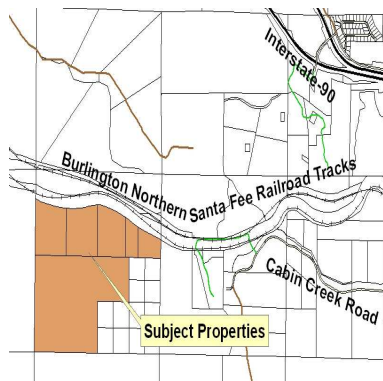 Interstate-90
Burlington Northern Santa Fee Railroad Tracks
Cabin Creek Road
Subject Properties